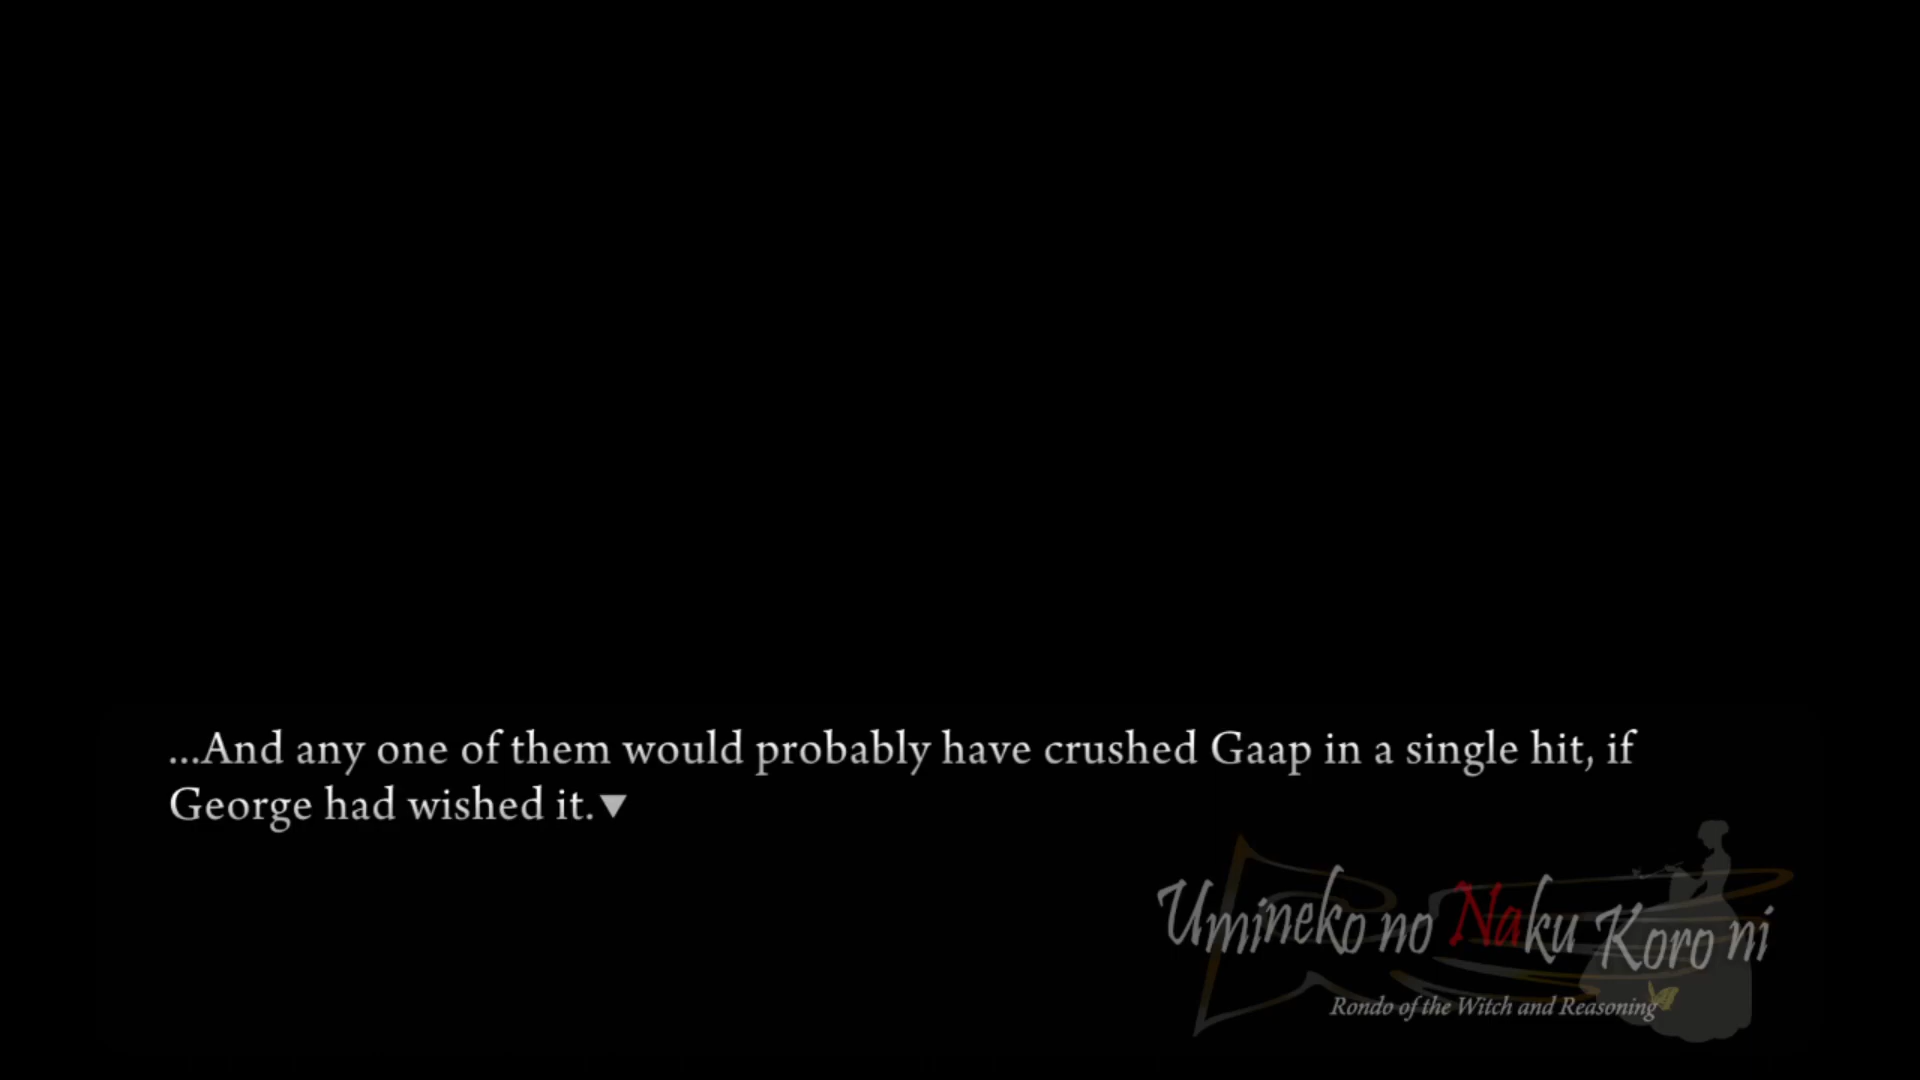 ...And any one of them would probably have crushed Gaap in a single hit, if
George had wished it.▼
Umineko no Naku Koro ni
Rondo of the Witch and Reasoning